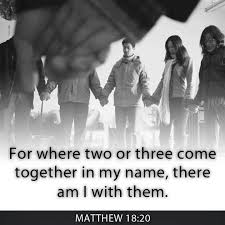 For where two or three come
together in my name, there
am I with them.
MATTHEW 18:20